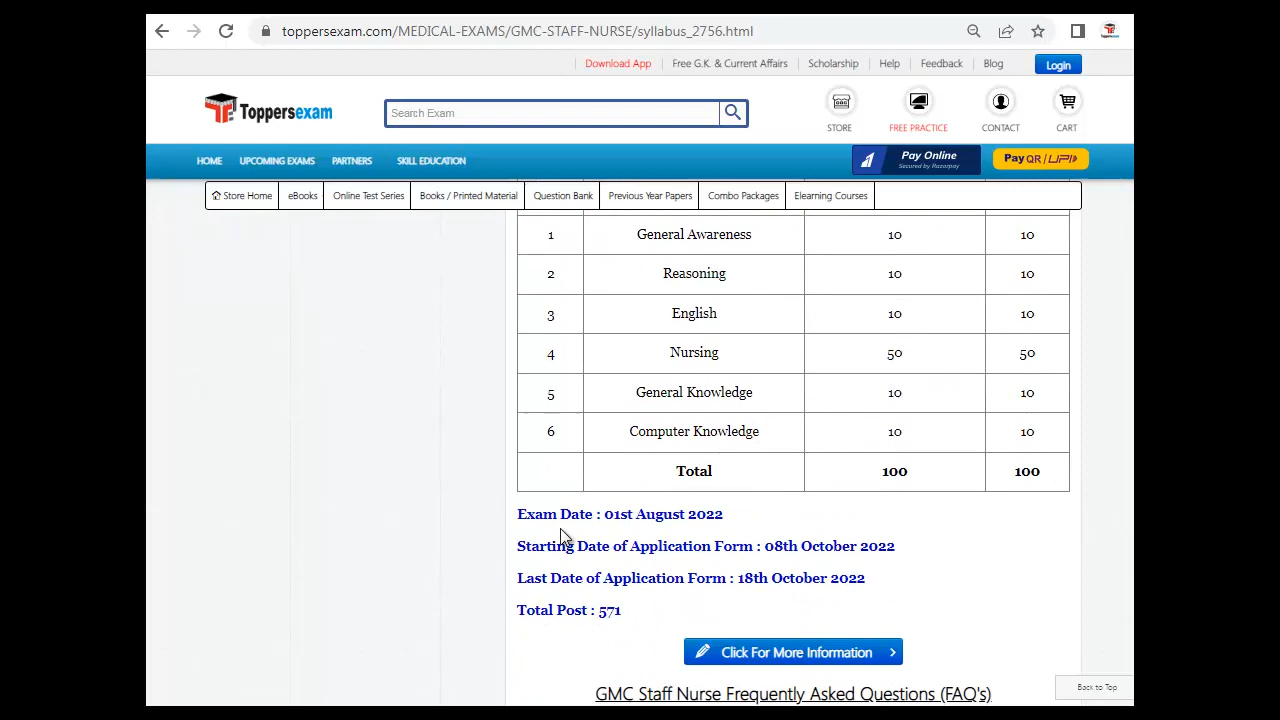 toppersexam.com/MEDICAL-EXAMS/GMC-STAFF-NURSE/syllabus_2756.html
Download App Free G.K. & Current Affairs Scholarship Help Feedback Blog Login
Toppersexam Search Exam
STORE FREE PRACTICE CONTACT CART
HOME UPCOMING EXAMS PARTNERS SKILL EDUCATION Pay Online Secured by Razorpay Pay QR / UPI
Store Home eBooks Online Test Series Books / Printed Material Question Bank Previous Year Papers Combo Packages Elearning Courses
1 General Awareness 10 10
2 Reasoning 10 10
3 English 10 10
4 Nursing 50 50
5 General Knowledge 10 10
6 Computer Knowledge 10 10
Total 100 100
Exam Date : 01st August 2022
Starting Date of Application Form : 08th October 2022
Last Date of Application Form : 18th October 2022
Total Post : 571
Click For More Information
Back to Top
GMC Staff Nurse Frequently Asked Questions (FAQ's)